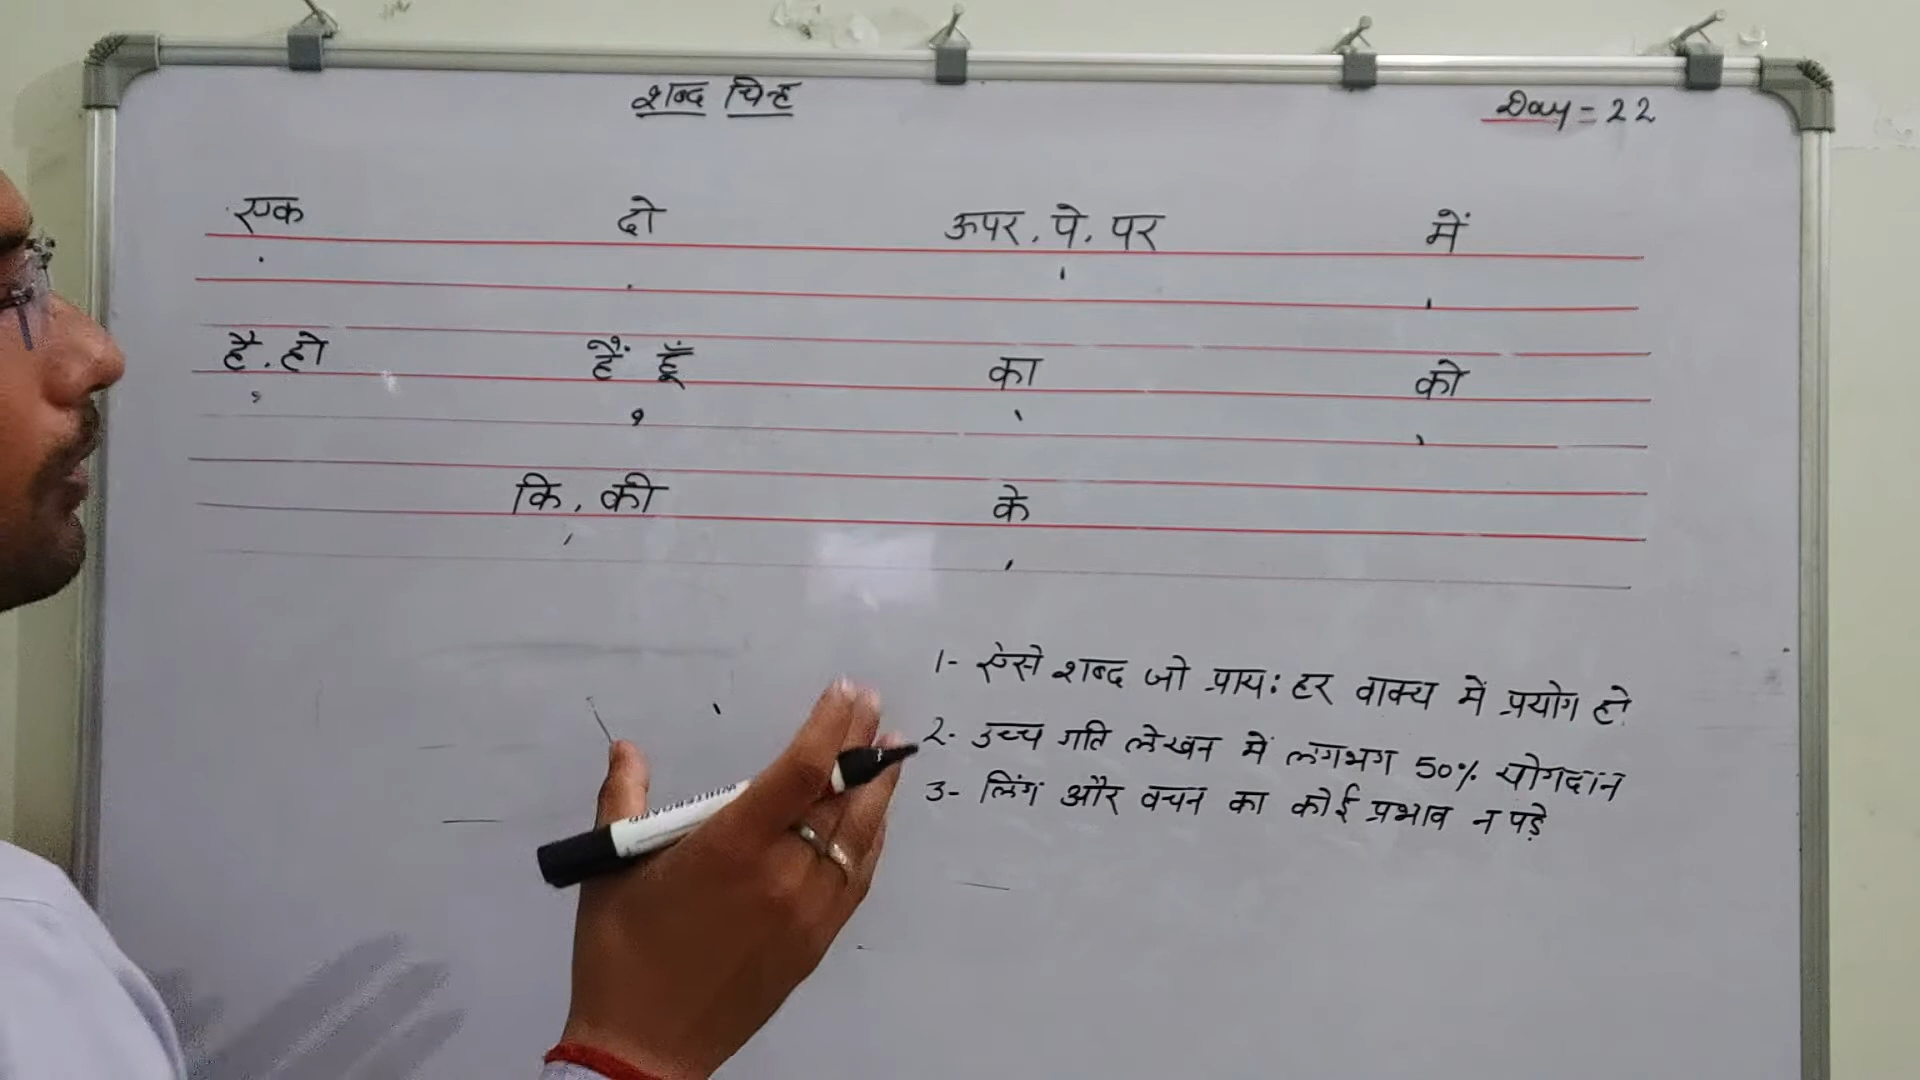 शब्द चिन्ह
Day = 22
एक दो ऊपर, पे, पर में
है, हो हैं हूँ का को
कि, की के
1- ऐसे शब्द जो प्रायः हर वाक्य में प्रयोग हो
2- उच्च गति लेखन में लगभग 50% योगदान
3- लिंग और वचन का कोई प्रभाव न पड़े
WHITEBOARD